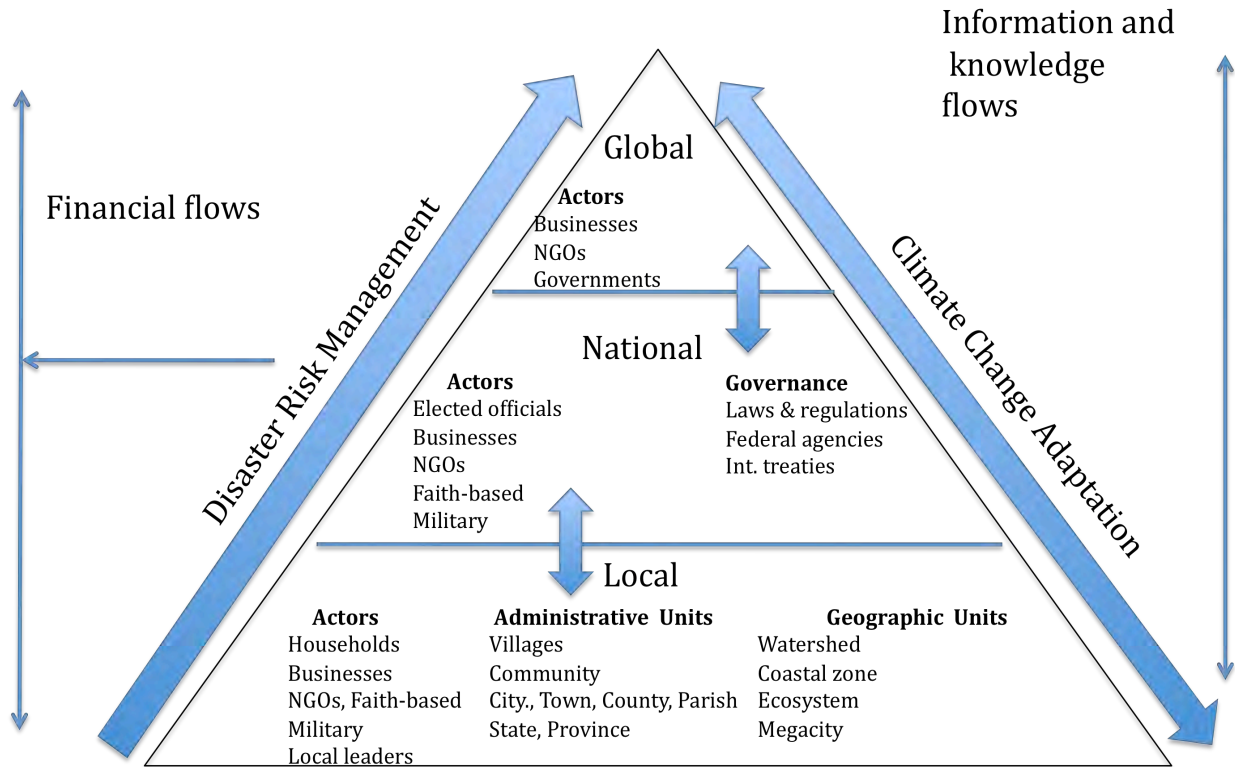 Information and
knowledge
flows
Financial flows
Disaster Risk Management
Climate Change Adaptation
Global
Actors
Businesses
NGOs
Governments
National
Actors
Elected officials
Businesses
NGOs
Faith-based
Military
Governance
Laws & regulations
Federal agencies
Int. treaties
Local
Actors
Households
Businesses
NGOs, Faith-based
Military
Local leaders
Administrative Units
Villages
Community
City., Town, County, Parish
State, Province
Geographic Units
Watershed
Coastal zone
Ecosystem
Megacity